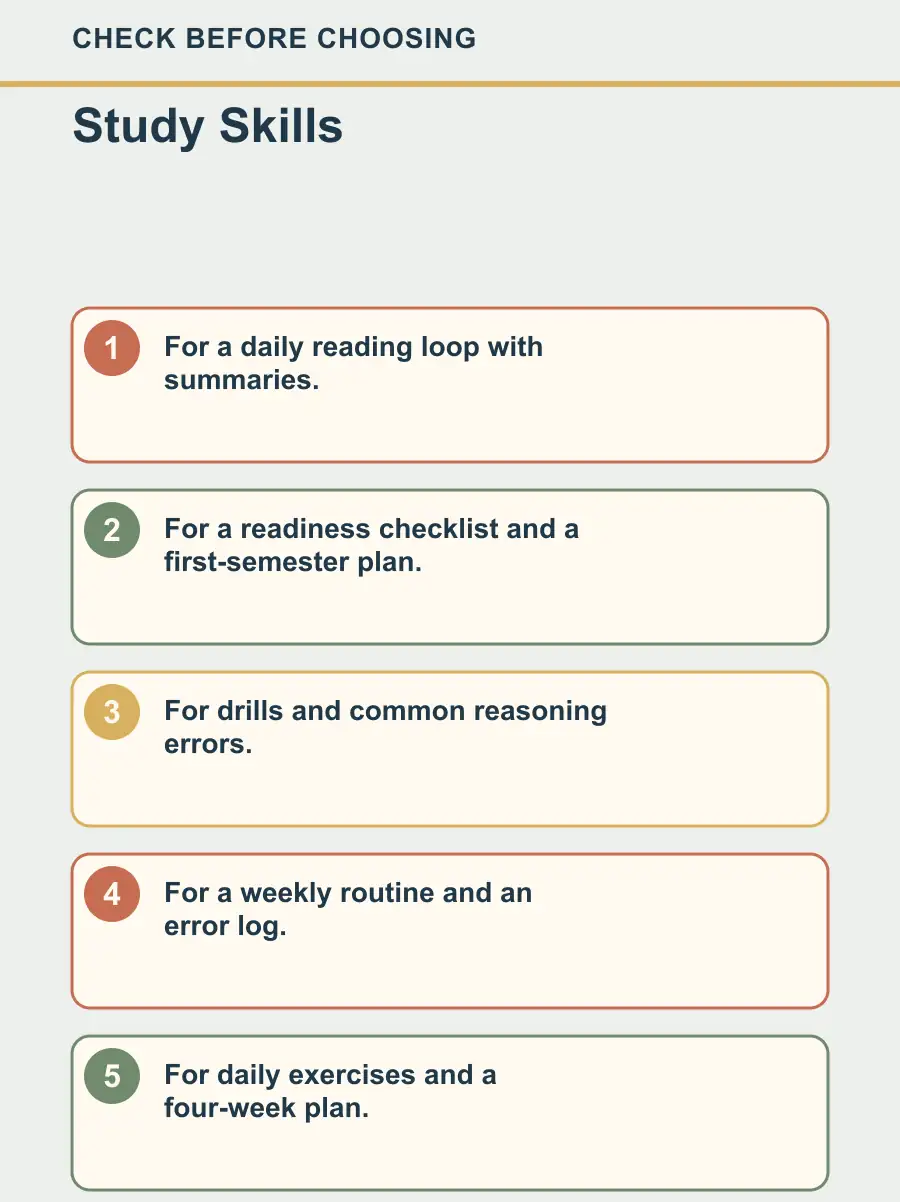 CHECK BEFORE CHOOSING
Study Skills
1
For a daily reading loop with
summaries.
2
For a readiness checklist and a
first-semester plan.
3
For drills and common reasoning
errors.
4
For a weekly routine and an
error log.
5
For daily exercises and a
four-week plan.